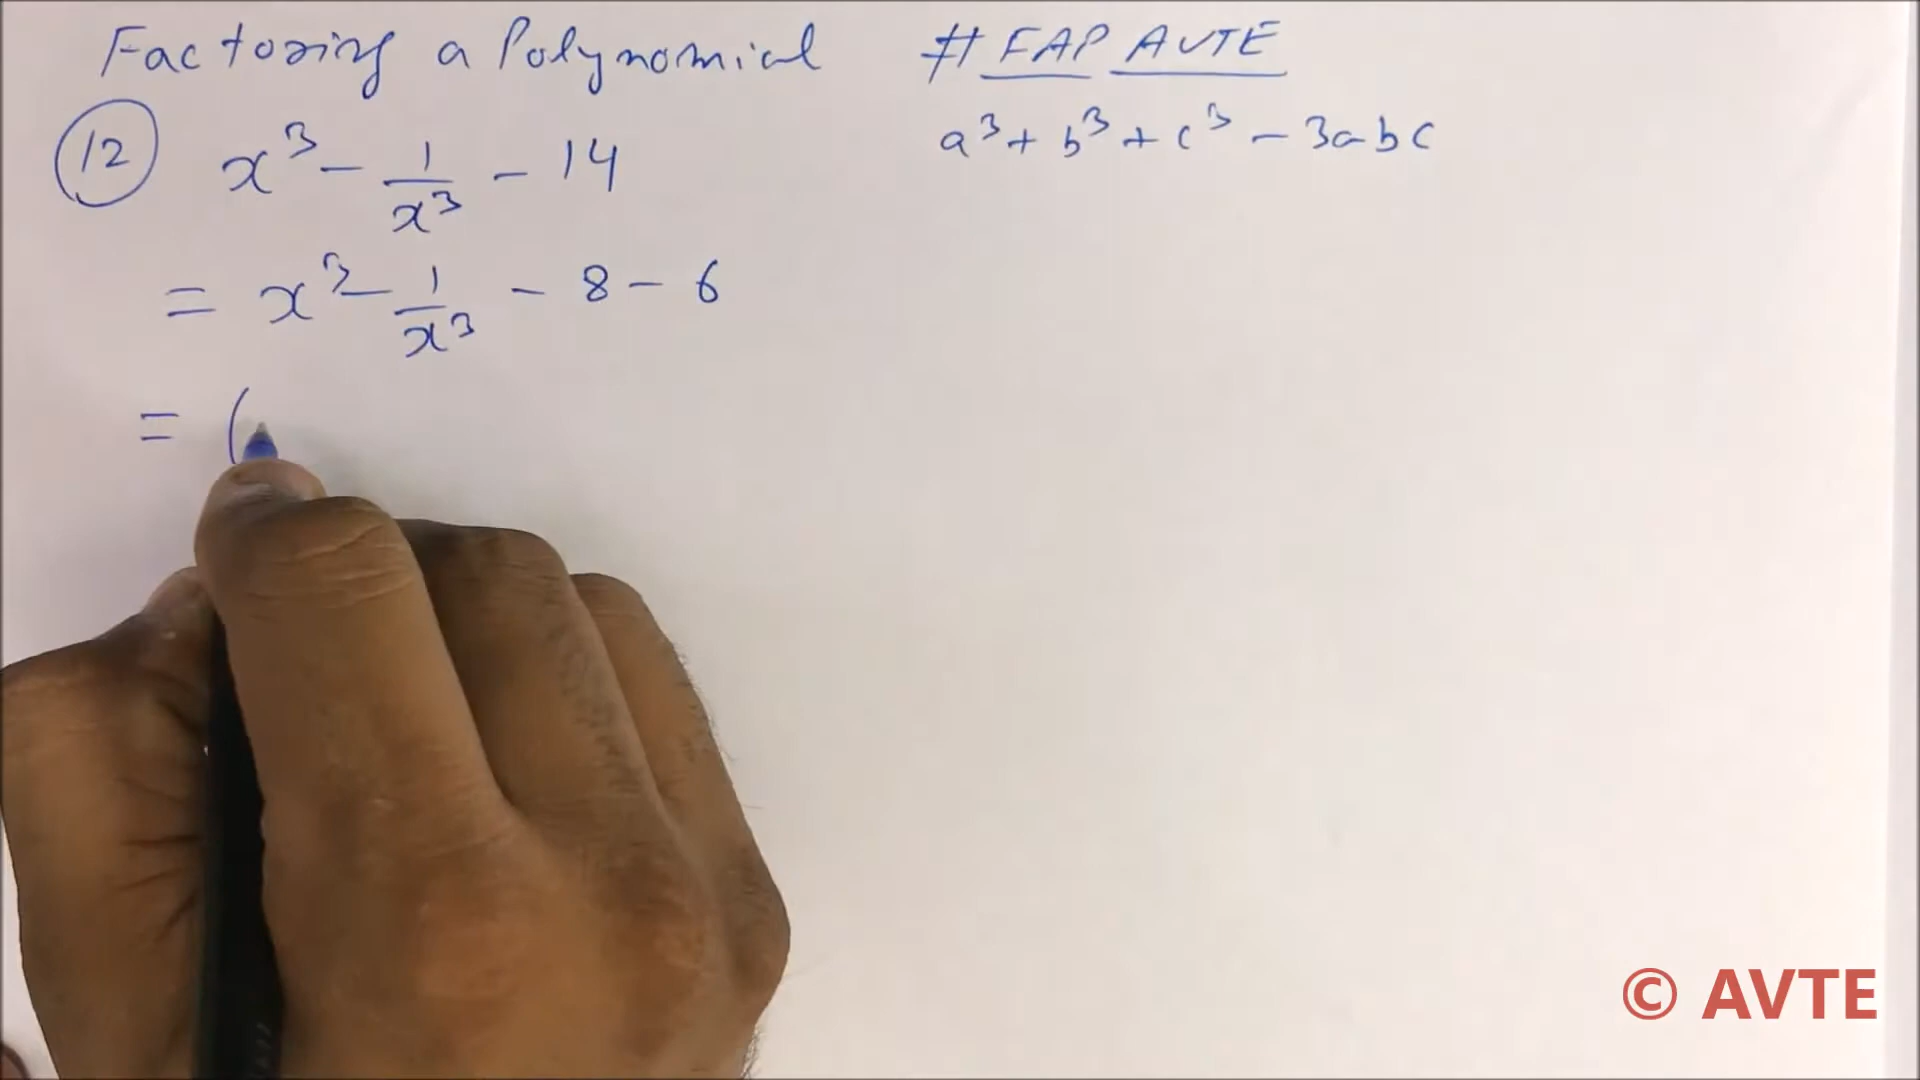 Factoring a Polynomial # FAP AVTE
(12) x³ - 1/x³ - 14 a³ + b³ + c³ - 3abc
= x³ - 1/x³ - 8 - 6
= (
© AVTE